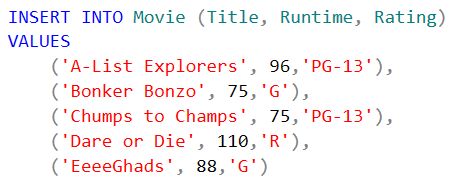 INSERT INTO Movie (Title, Runtime, Rating)
VALUES
('A-List Explorers', 96,'PG-13'),
('Bonker Bonzo', 75,'G'),
('Chumps to Champs', 75,'PG-13'),
('Dare or Die', 110,'R'),
('EeeeGhads', 88,'G')